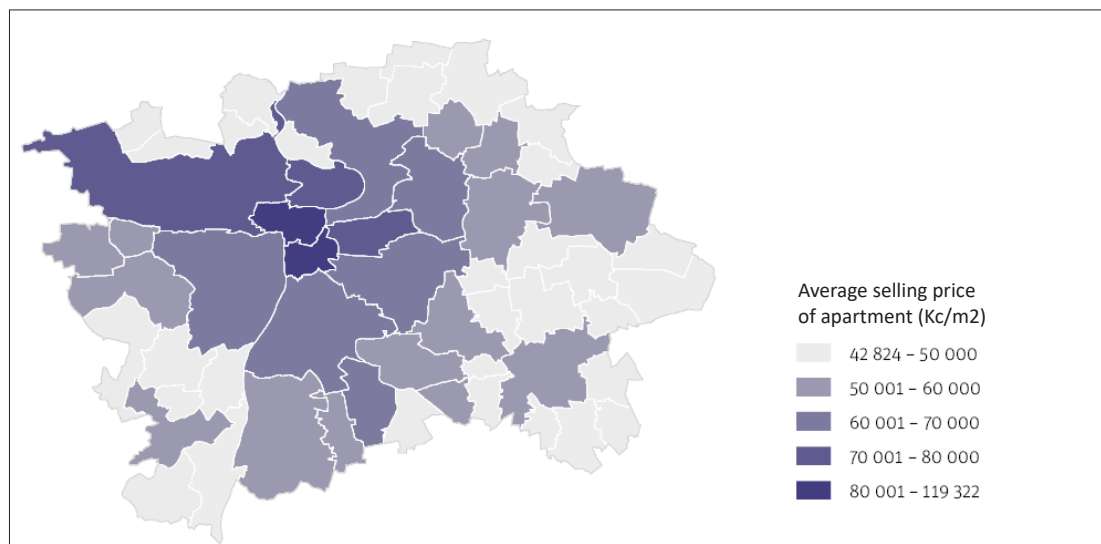 Average selling price
of apartment (Kc/m2)
42 824 – 50 000
50 001 – 60 000
60 001 – 70 000
70 001 – 80 000
80 001 – 119 322